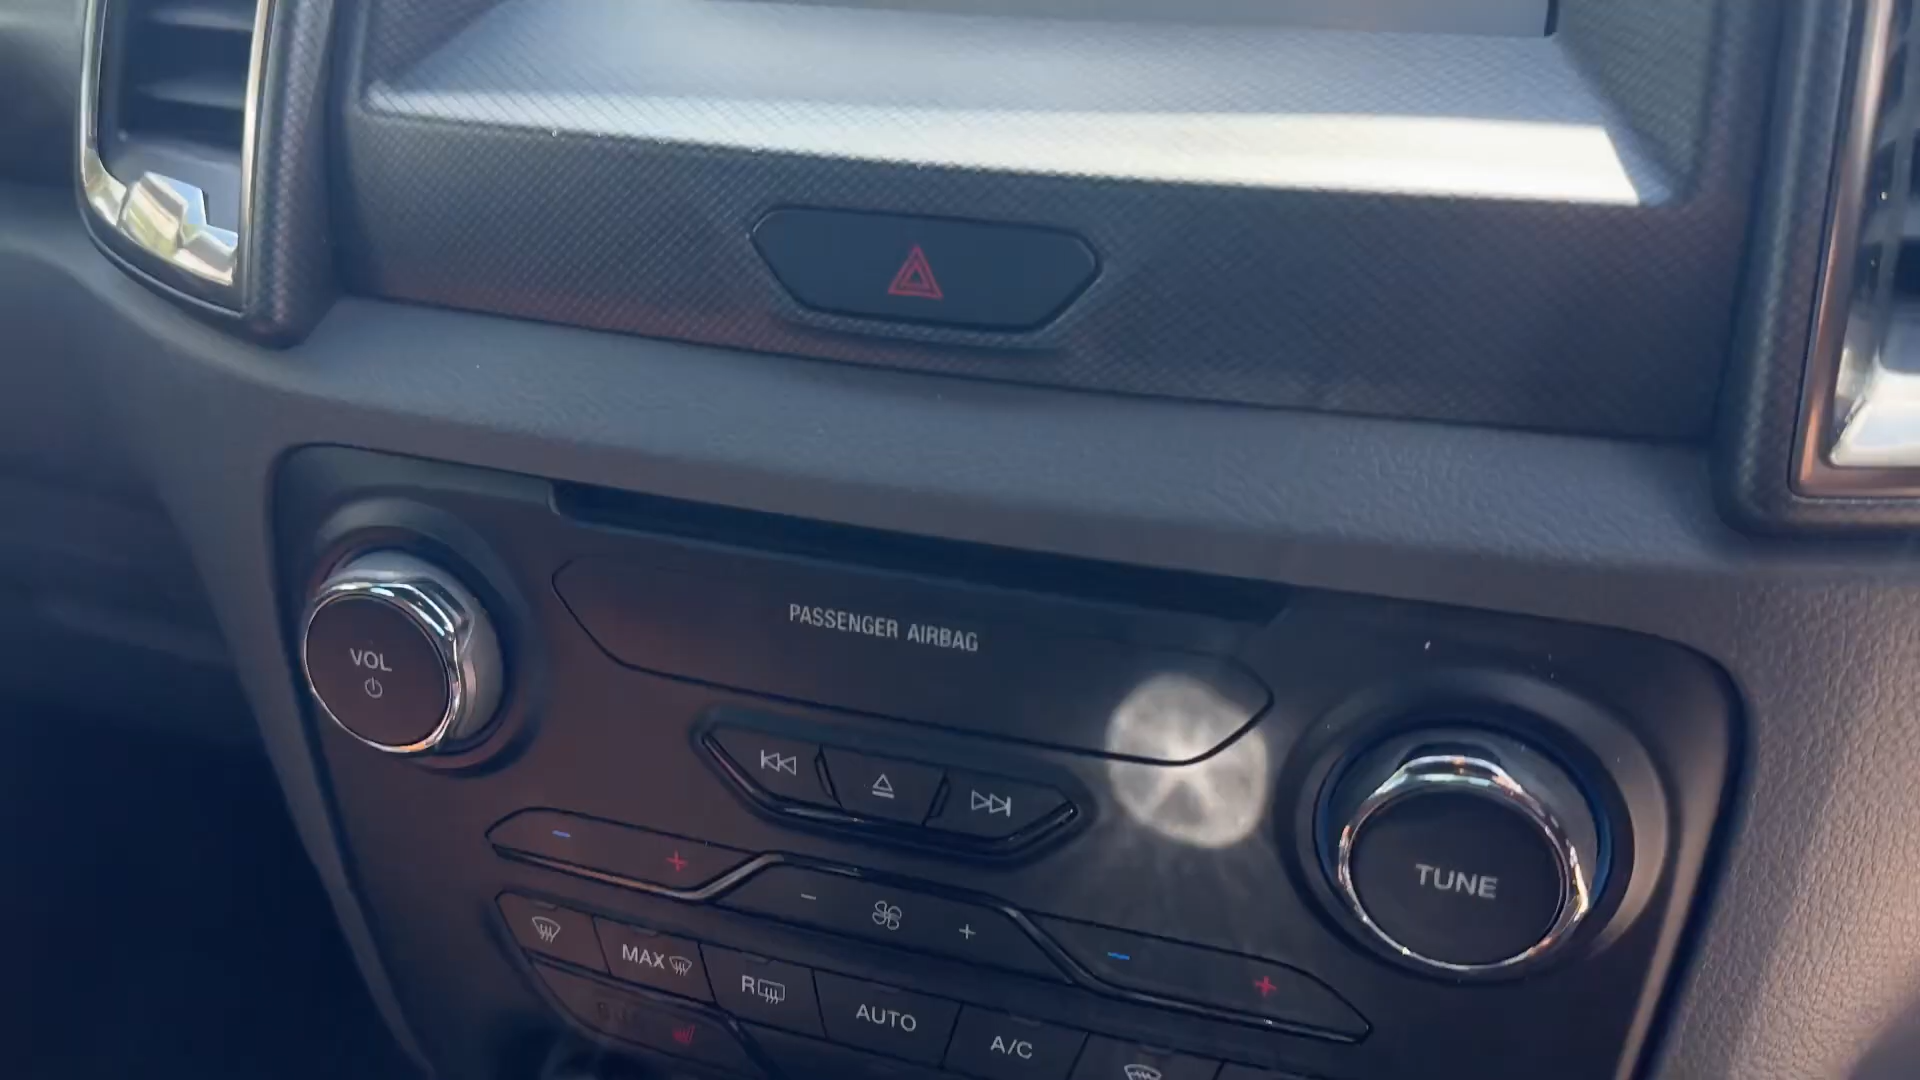 PASSENGER AIRBAG
VOL
TUNE
MAX
R
AUTO
A/C